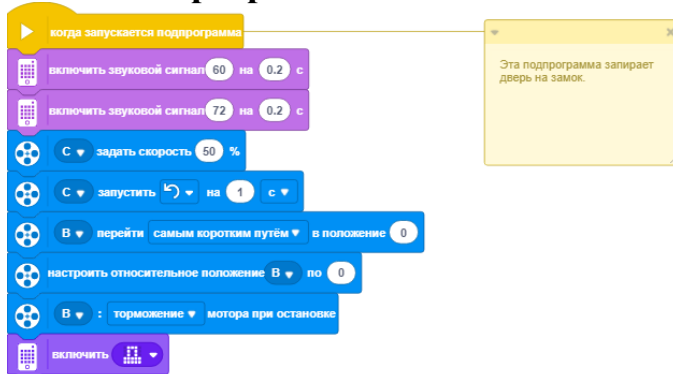 когда запускается подпрограмма
Эта подпрограмма запирает
дверь на замок.
включить звуковой сигнал 60 на 0.2 с
включить звуковой сигнал 72 на 0.2 с
C задать скорость 50 %
C запустить на 1 с
B перейти самым коротким путём в положение 0
настроить относительное положение B по 0
B : торможение мотора при остановке
включить